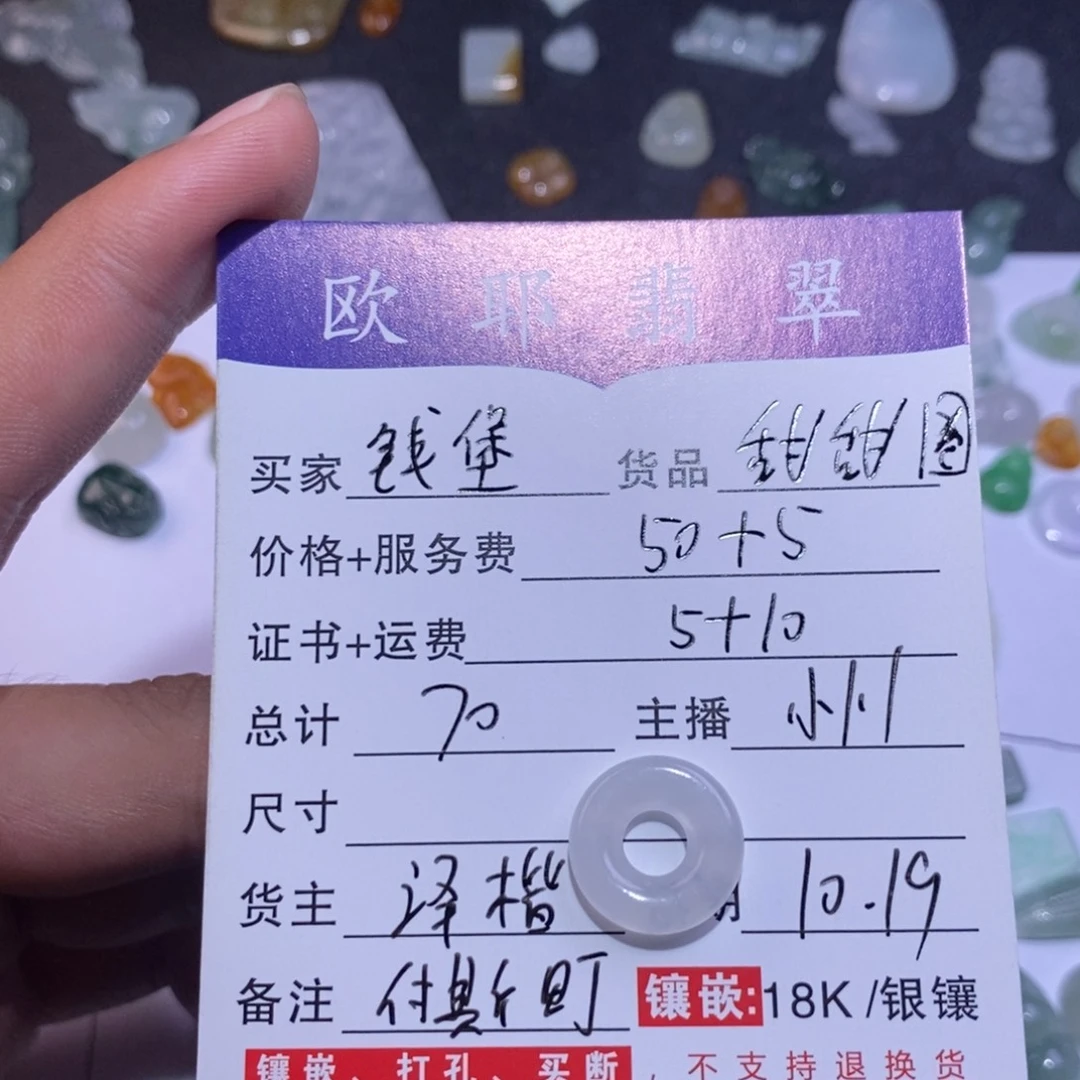 欧耶翡翠
买家 钱堡 货品 甜甜圈
价格+服务费 50+5
证书+运费 5+10
总计 70 主播 小川
尺寸
货主 泽楷 期 10.19
备注 付 镶嵌:18K/银镶
镶嵌、打孔、买断，不支持退换货